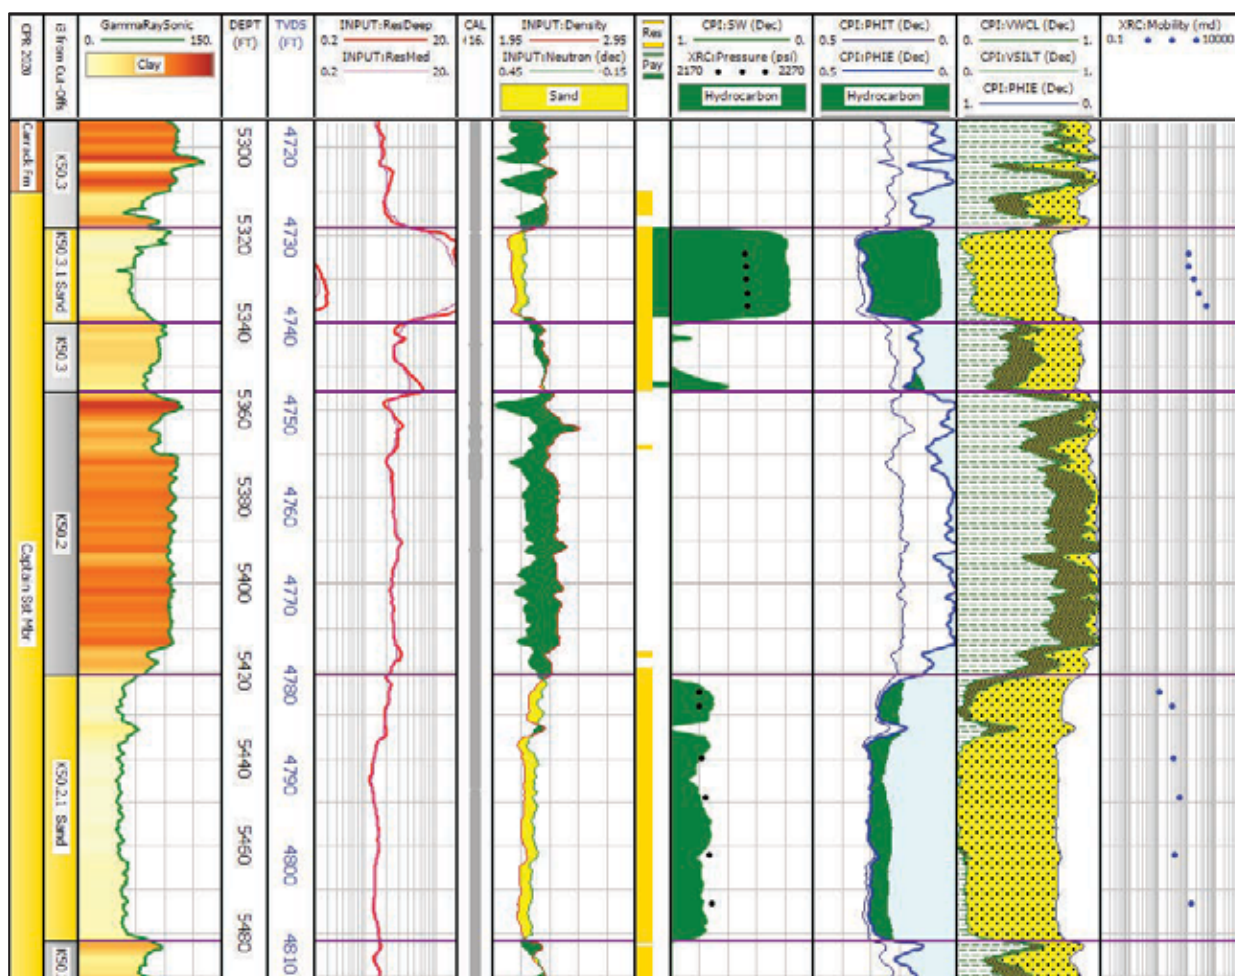 CPR 2020
i3 from Cut-Offs
GammaRaySonic
0. 150.
Clay
DEPT
(FT)
TVDS
(FT)
INPUT:ResDeep
0.2 20.
INPUT:ResMed
0.2 20.
CAL
16.
INPUT:Density
1.95 2.95
INPUT:Neutron (dec)
0.45 -0.15
Sand
Res
Pay
CPI:SW (Dec)
1. 0.
XRC:Pressure (psi)
2170 2270
Hydrocarbon
CPI:PHIT (Dec)
0.5 0.
CPI:PHIE (Dec)
0.5 0.
Hydrocarbon
CPI:VWCL (Dec)
0. 1.
CPI:VSILT (Dec)
0. 1.
CPI:PHIE (Dec)
1. 0.
XRC:Mobility (md)
0.1 10000
Carrack Fm
Captain Sst Mbr
K50.3
K50.3.1 Sand
K50.3
K50.2
K50.2.1 Sand
K50.
5300
5320
5340
5360
5380
5400
5420
5440
5460
5480
4720
4730
4740
4750
4760
4770
4780
4790
4800
4810